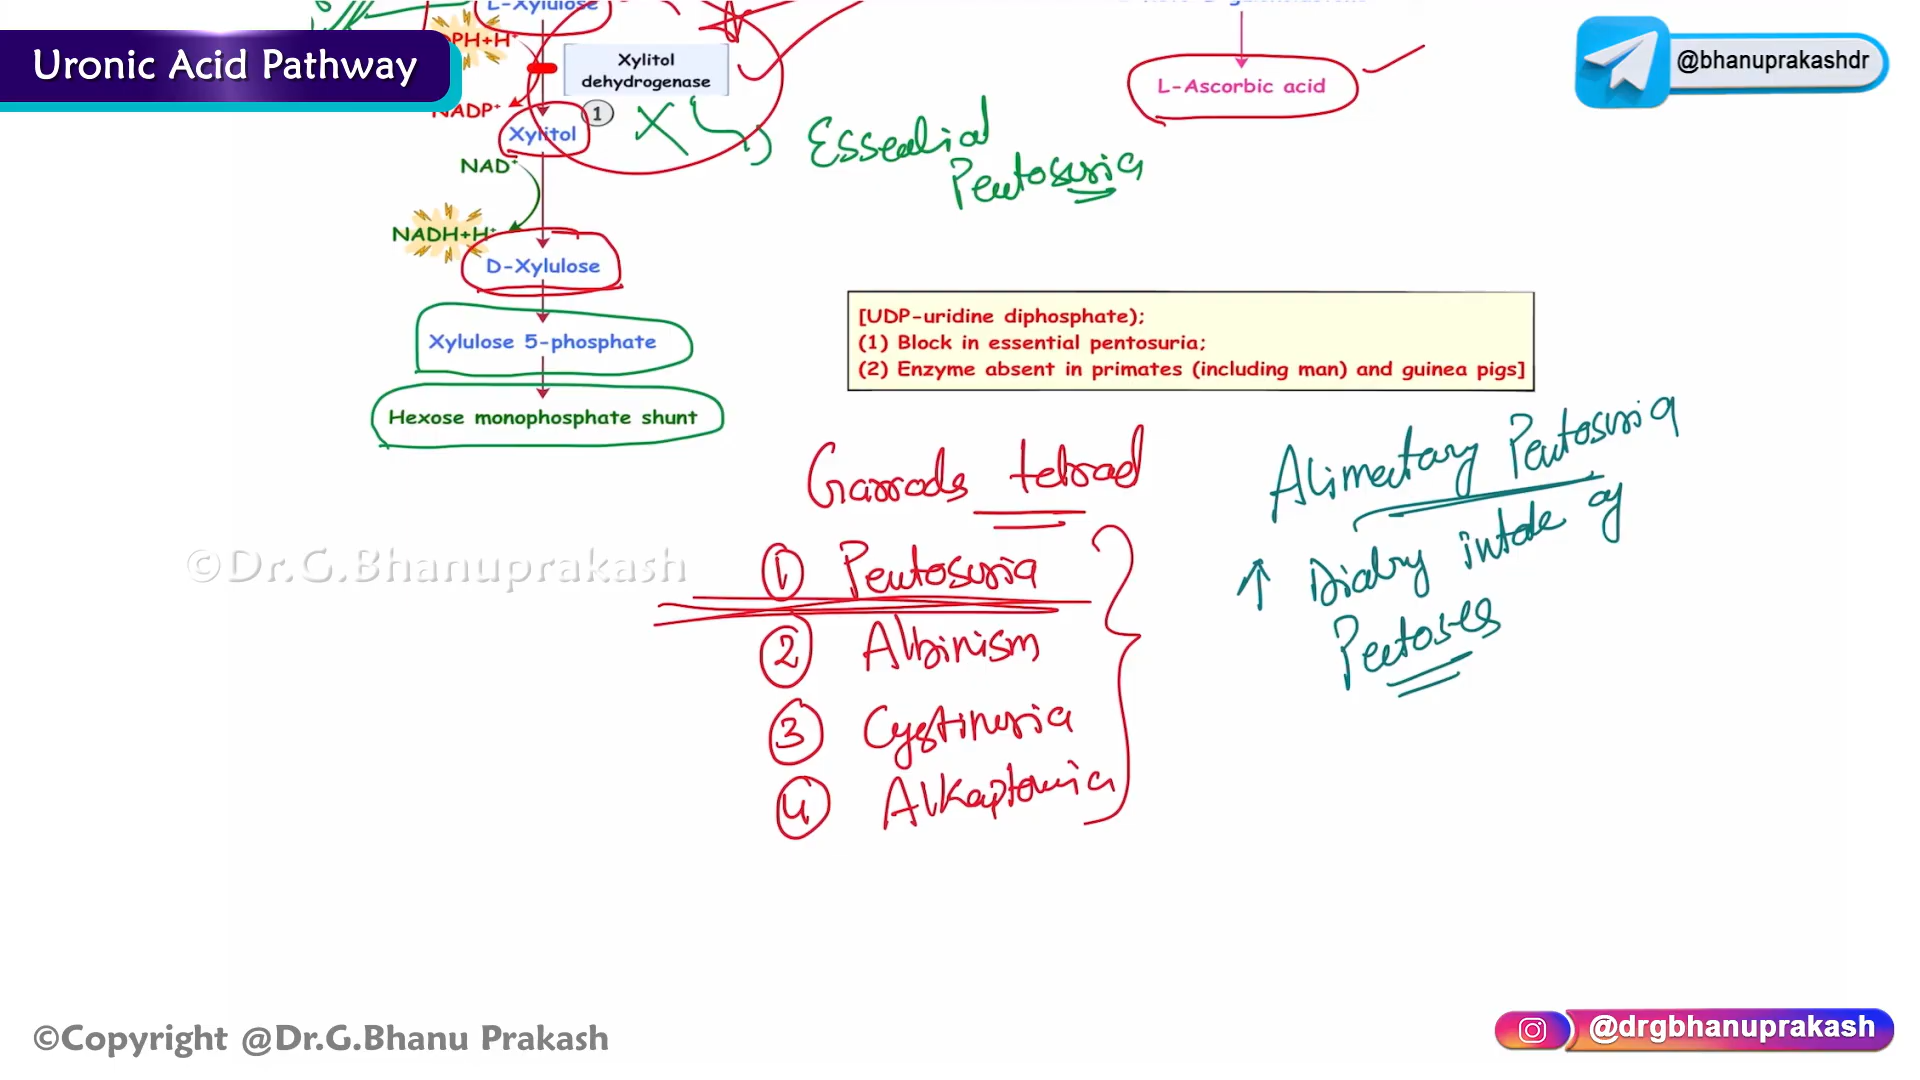 L-Xylulose
Uronic Acid Pathway
PH+H⁺
Xylitol
dehydrogenase
@bhanuprakashdr
L-Ascorbic acid
NADP⁺
1
Xylitol
Essential
Pentosuria
NAD⁺
NADH+H⁺
D-Xylulose
[UDP-uridine diphosphate);
(1) Block in essential pentosuria;
(2) Enzyme absent in primates (including man) and guinea pigs]
Xylulose 5-phosphate
Hexose monophosphate shunt
Garrods tetrad
Alimentary Pentosuria
↑ Dietry intake of
Pentoses
1 Pentosuria
2 Albinism
3 Cystinuria
4 Alkaptonuria
©Dr.G.Bhanuprakash
©Copyright @Dr.G.Bhanu Prakash
@drgbhanuprakash